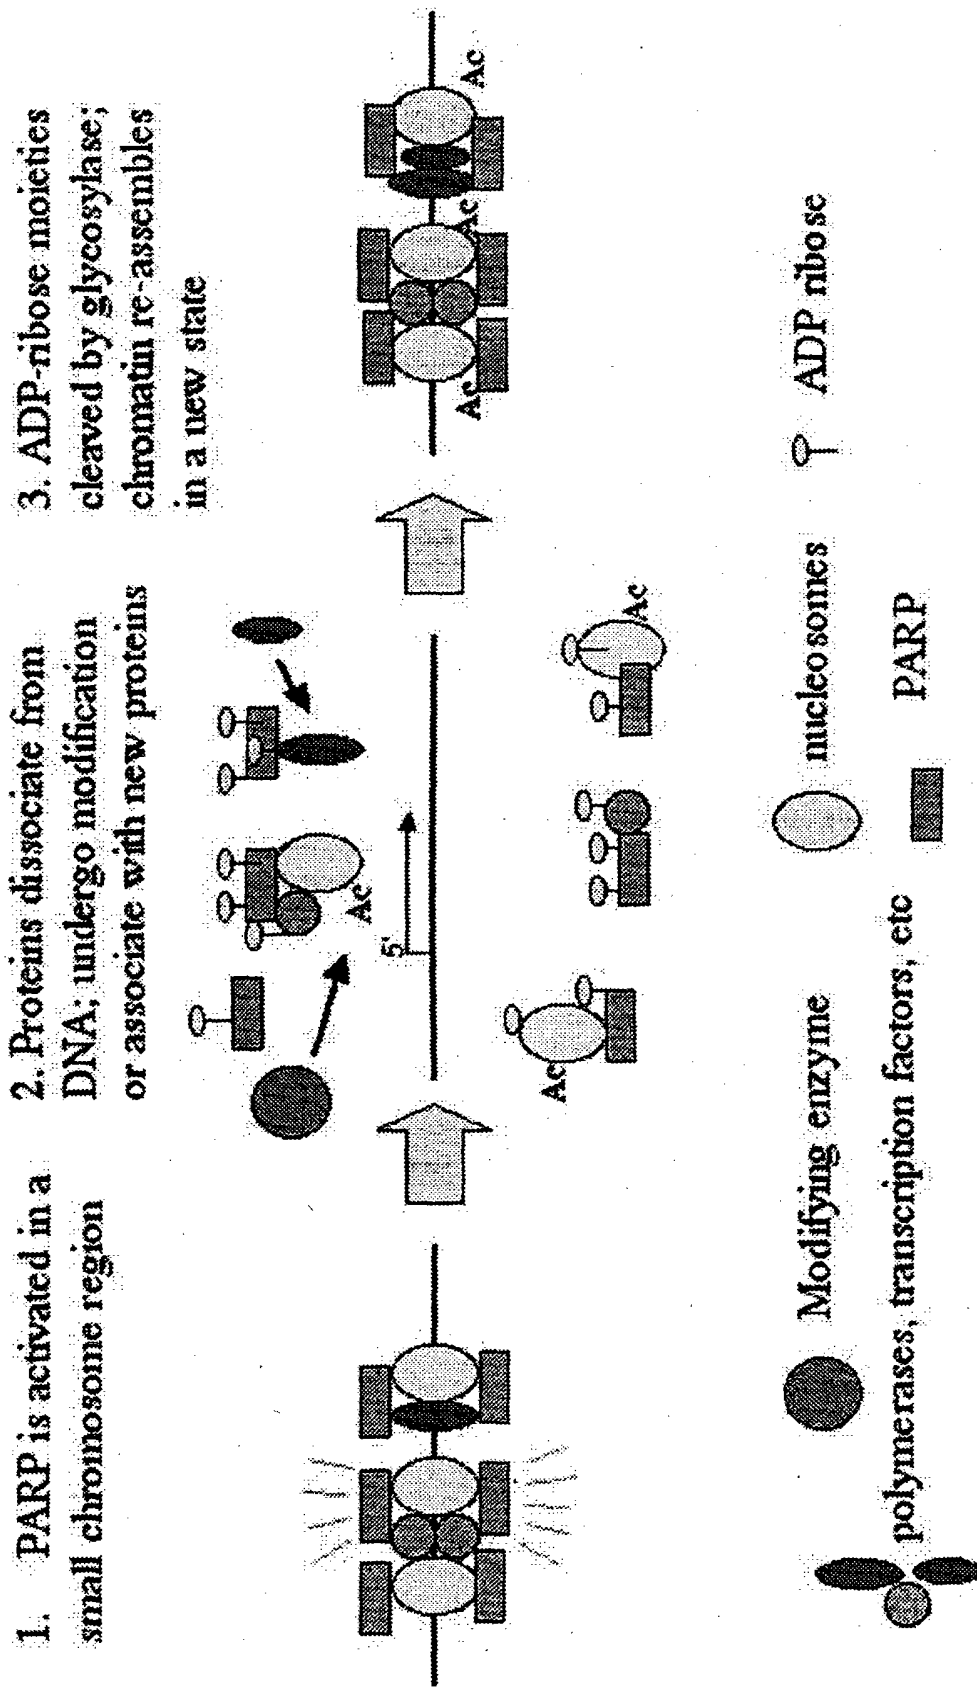 1. PARP is activated in a
small chromosome region
2. Proteins dissociate from
DNA; undergo modification
or associate with new proteins
3. ADP-ribose moieties
cleaved by glycosylase;
chromatin re-assembles
in a new state
5'
Ac
Ac
Ac
Ac
Ac
Ac
Modifying enzyme
nucleosomes
ADP ribose
polymerases, transcription factors, etc
PARP